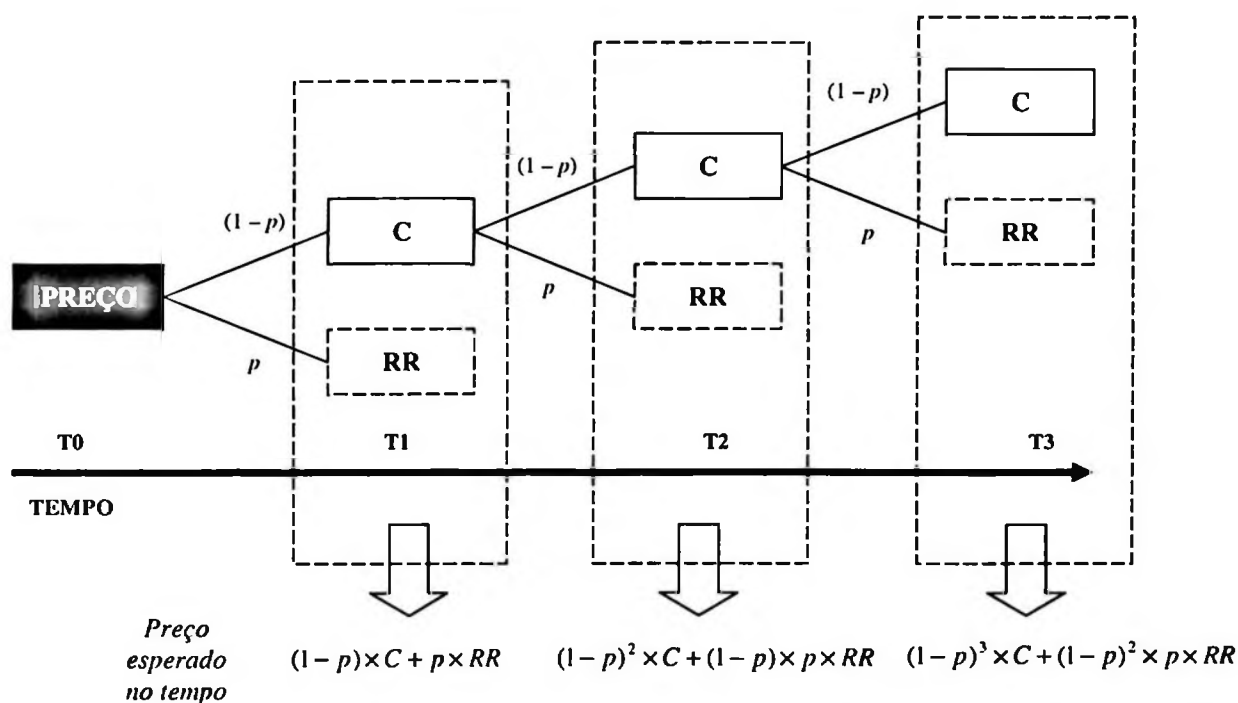 (1 – p)
C
(1 – p)
C
(1 – p)
C
p
RR
p
RR
PREÇO
p
RR
T0 T1 T2 T3
TEMPO
Preço
esperado
no tempo
(1 – p) × C + p × RR
(1 – p)² × C + (1 – p) × p × RR
(1 – p)³ × C + (1 – p)² × p × RR